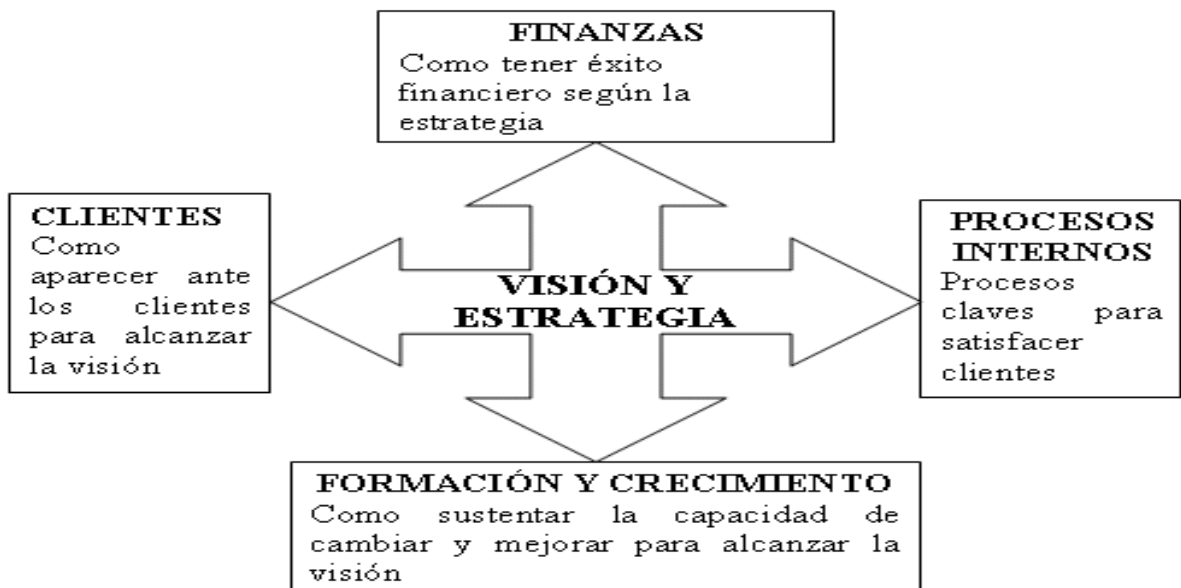 FINANZAS
Como tener éxito
financiero según la
estrategia
CLIENTES
Como
aparecer ante
los clientes
para alcanzar
la visión
VISIÓN Y
ESTRATEGIA
PROCESOS
INTERNOS
Procesos
claves para
satisfacer
clientes
FORMACIÓN Y CRECIMIENTO
Como sustentar la capacidad de
cambiar y mejorar para alcanzar la
visión